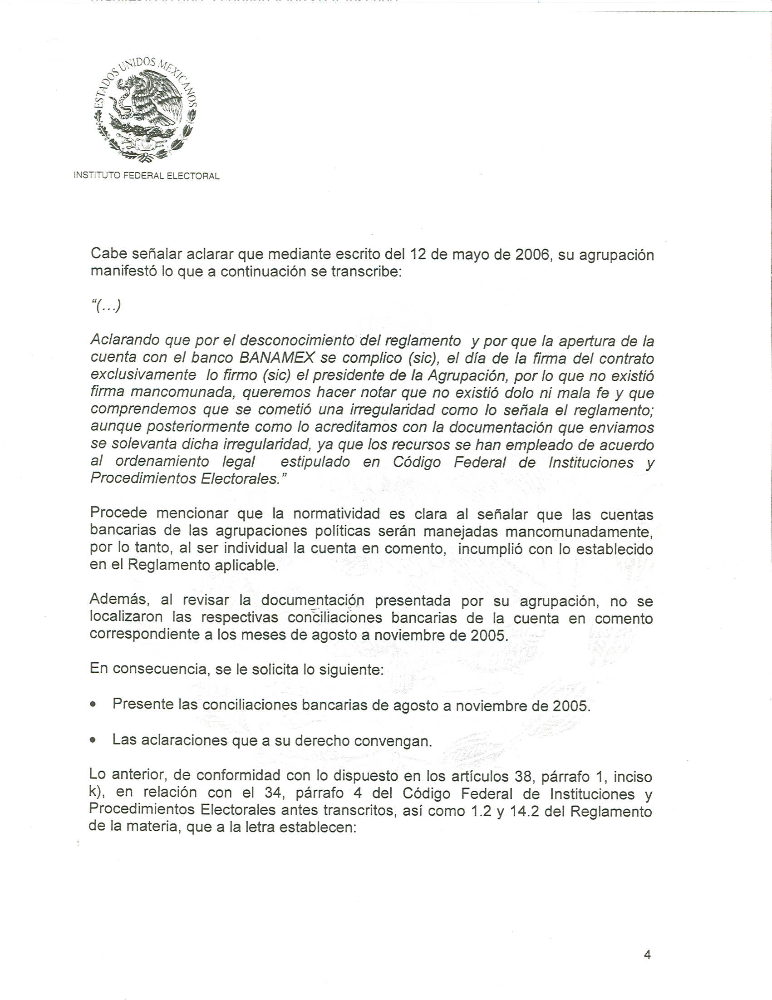 ESTADOS UNIDOS MEXICANOS
INSTITUTO FEDERAL ELECTORAL
Cabe señalar aclarar que mediante escrito del 12 de mayo de 2006, su agrupación
manifestó lo que a continuación se transcribe:
“(...)
Aclarando que por el desconocimiento del reglamento y por que la apertura de la
cuenta con el banco BANAMEX se complico (sic), el día de la firma del contrato
exclusivamente lo firmo (sic) el presidente de la Agrupación, por lo que no existió
firma mancomunada, queremos hacer notar que no existió dolo ni mala fe y que
comprendemos que se cometió una irregularidad como lo señala el reglamento;
aunque posteriormente como lo acreditamos con la documentación que enviamos
se solevanta dicha irregularidad, ya que los recursos se han empleado de acuerdo
al ordenamiento legal estipulado en Código Federal de Instituciones y
Procedimientos Electorales.”
Procede mencionar que la normatividad es clara al señalar que las cuentas
bancarias de las agrupaciones políticas serán manejadas mancomunadamente,
por lo tanto, al ser individual la cuenta en comento, incumplió con lo establecido
en el Reglamento aplicable.
Además, al revisar la documentación presentada por su agrupación, no se
localizaron las respectivas conciliaciones bancarias de la cuenta en comento
correspondiente a los meses de agosto a noviembre de 2005.
En consecuencia, se le solicita lo siguiente:
• Presente las conciliaciones bancarias de agosto a noviembre de 2005.
• Las aclaraciones que a su derecho convengan.
Lo anterior, de conformidad con lo dispuesto en los artículos 38, párrafo 1, inciso
k), en relación con el 34, párrafo 4 del Código Federal de Instituciones y
Procedimientos Electorales antes transcritos, así como 1.2 y 14.2 del Reglamento
de la materia, que a la letra establecen:
4